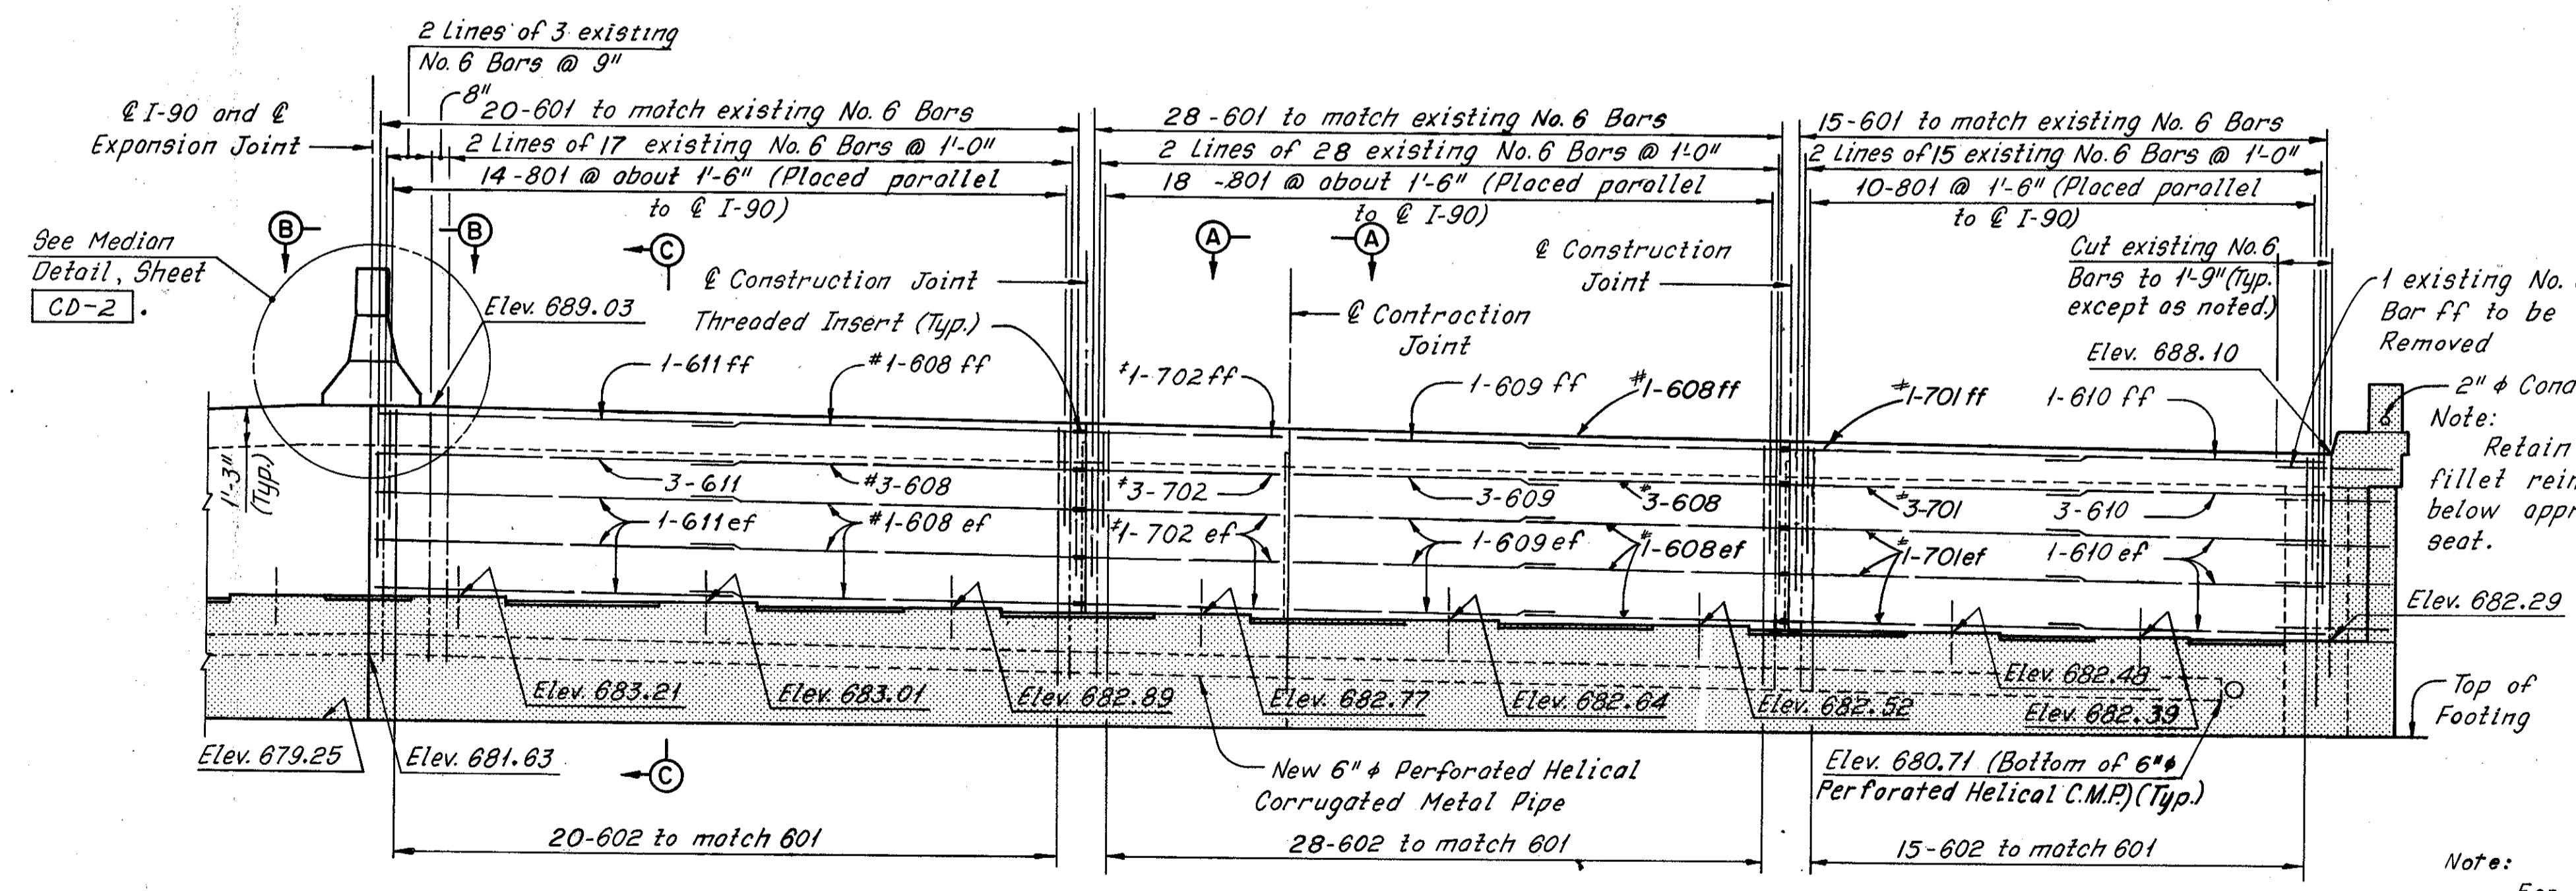 2 Lines of 3 existing
No. 6 Bars @ 9"
8"
℄ I-90 and ℄
Expansion Joint
20-601 to match existing No. 6 Bars
2 Lines of 17 existing No. 6 Bars @ 1'-0"
14-801 @ about 1'-6" (Placed parallel
to ℄ I-90)
28-601 to match existing No. 6 Bars
2 Lines of 28 existing No. 6 Bars @ 1'-0"
18 -801 @ about 1'-6" (Placed parallel
to ℄ I-90)
15-601 to match existing No. 6 Bars
2 Lines of 15 existing No. 6 Bars @ 1'-0"
10-801 @ 1'-6" (Placed parallel
to ℄ I-90)
See Median
Detail, Sheet
CD-2.
B
B
C
A
A
℄ Construction Joint
Threaded Insert (Typ.)
Elev. 689.03
℄ Construction
Joint
℄ Contraction
Joint
Cut existing No. 6
Bars to 1'-9" (Typ.
except as noted.)
1 existing No.
Bar ff to be
Removed
Elev. 688.10
2" ϕ Cond
Note:
Retain
fillet rein
below appr
seat.
1-611 ff
#1-608 ff
#1-702 ff
1-609 ff
#1-608 ff
#1-701 ff
1-610 ff
1'-3"
(Typ.)
3-611
#3-608
#3-702
3-609
#3-608
#3-701
3-610
1-611 ef
#1-608 ef
#1-702 ef
1-609 ef
#1-608 ef
#1-701 ef
1-610 ef
Elev. 682.29
Elev. 683.21
Elev. 683.01
Elev. 682.89
Elev. 682.77
Elev. 682.64
Elev. 682.52
Elev. 682.48
Elev. 682.39
Top of
Footing
Elev. 679.25
Elev. 681.63
C
New 6" ϕ Perforated Helical
Corrugated Metal Pipe
Elev. 680.71 (Bottom of 6" ϕ
Perforated Helical C.M.P.) (Typ.)
20-602 to match 601
28-602 to match 601
15-602 to match 601
Note: